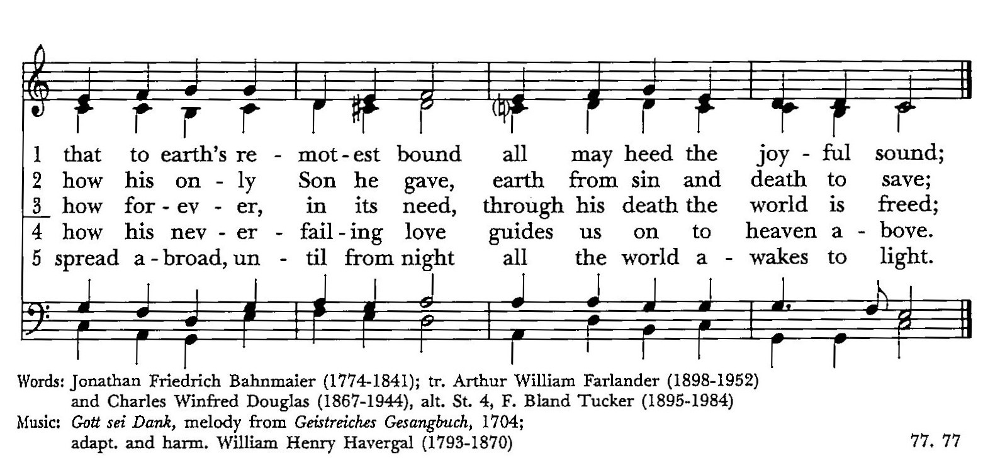 1 that to earth's re - mot - est bound all may heed the joy - ful sound;
2 how his on - ly Son he gave, earth from sin and death to save;
3 how for - ev - er, in its need, through his death the world is freed;
4 how his nev - er - fail - ing love guides us on to heaven a - bove.
5 spread a - broad, un - til from night all the world a - wakes to light.
Words: Jonathan Friedrich Bahnmaier (1774-1841); tr. Arthur William Farlander (1898-1952)
and Charles Winfred Douglas (1867-1944), alt. St. 4, F. Bland Tucker (1895-1984)
Music: Gott sei Dank, melody from Geistreiches Gesangbuch, 1704;
adapt. and harm. William Henry Havergal (1793-1870)
77. 77